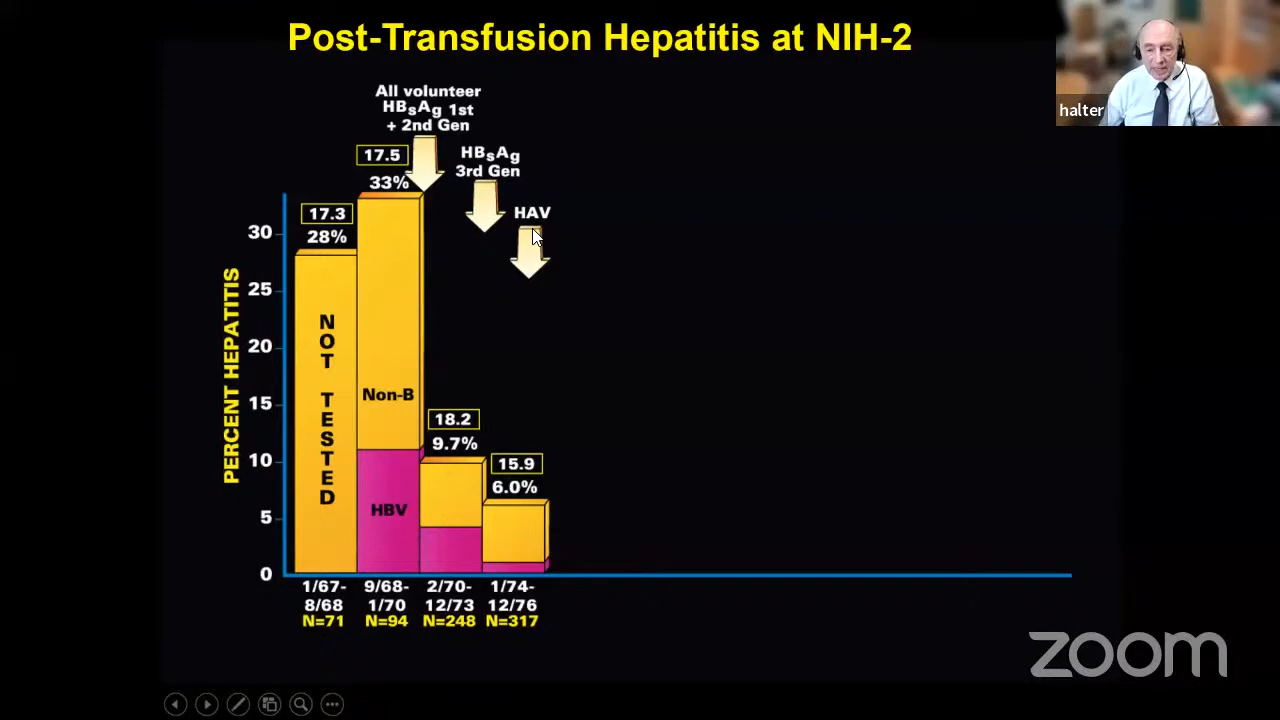 Post-Transfusion Hepatitis at NIH-2
halter
All volunteer
HBsAg 1st
+ 2nd Gen
HBsAg
3rd Gen
HAV
17.5
33%
17.3
28%
18.2
9.7%
15.9
6.0%
PERCENT HEPATITIS
30
25
20
15
10
5
0
NOT TESTED
Non-B
HBV
1/67-
8/68
N=71
9/68-
1/70
N=94
2/70-
12/73
N=248
1/74-
12/76
N=317
zoom